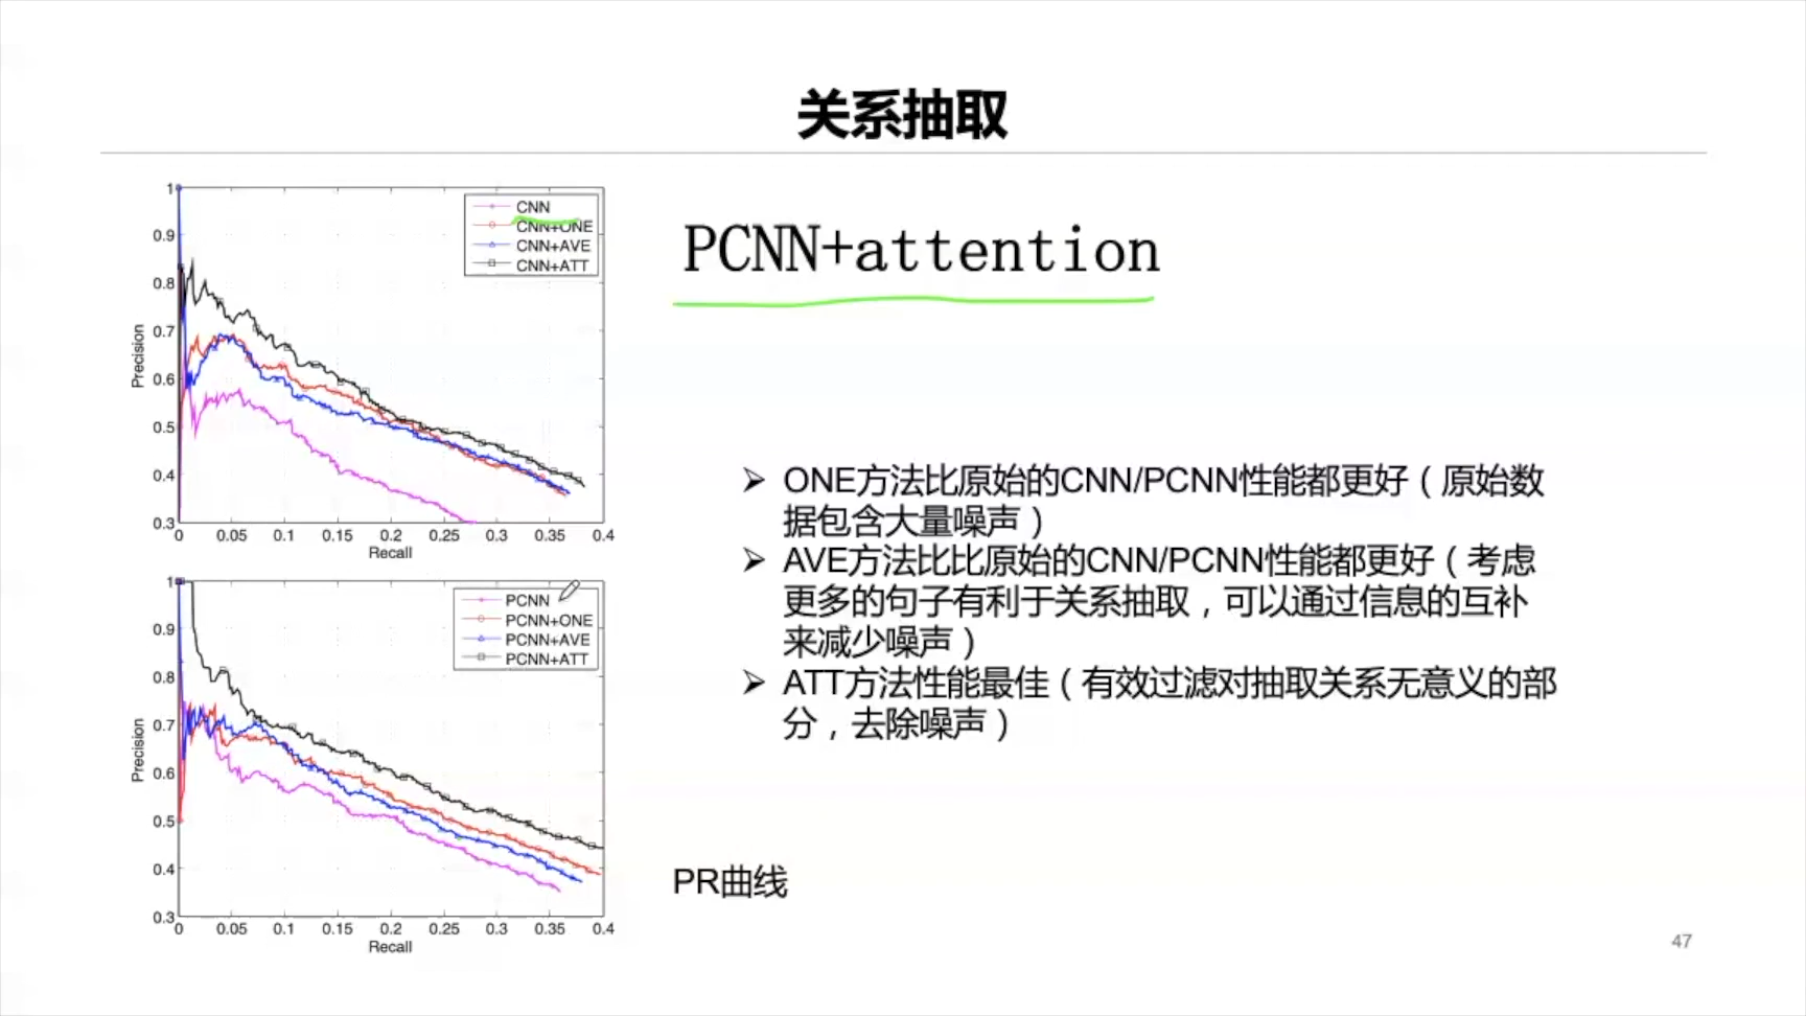 关系抽取
1
0.9
0.8
0.7
0.6
0.5
0.4
0.3
0 0.05 0.1 0.15 0.2 0.25 0.3 0.35 0.4
Precision
Recall
CNN
CNN+ONE
CNN+AVE
CNN+ATT
1
0.9
0.8
0.7
0.6
0.5
0.4
0.3
0 0.05 0.1 0.15 0.2 0.25 0.3 0.35 0.4
Precision
Recall
PCNN
PCNN+ONE
PCNN+AVE
PCNN+ATT
PCNN+attention
➢ ONE方法比原始的CNN/PCNN性能都更好（原始数
据包含大量噪声）
➢ AVE方法比比原始的CNN/PCNN性能都更好（考虑
更多的句子有利于关系抽取，可以通过信息的互补
来减少噪声）
➢ ATT方法性能最佳（有效过滤对抽取关系无意义的部
分，去除噪声）
PR曲线
47